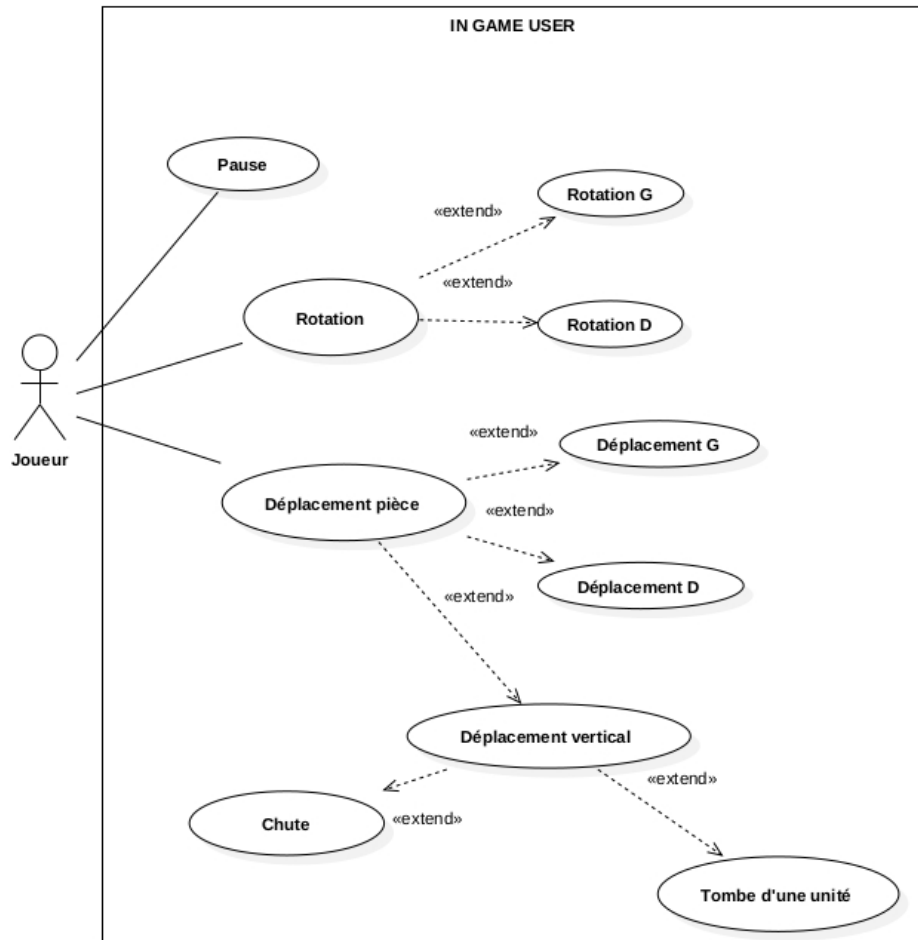 IN GAME USER
Pause
Rotation G
«extend»
«extend»
Rotation
Rotation D
Joueur
«extend»
Déplacement G
Déplacement pièce
«extend»
Déplacement D
«extend»
Déplacement vertical
«extend»
Chute
«extend»
Tombe d'une unité